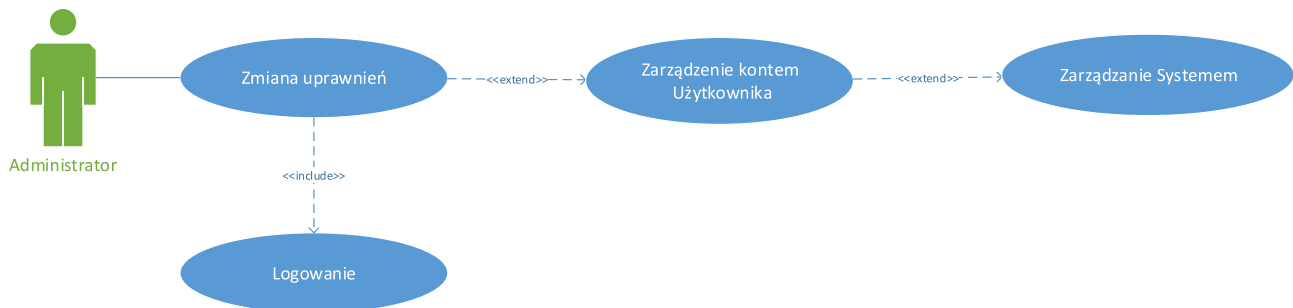 Zmiana uprawnień
<<extend>>
Zarządzenie kontem
Użytkownika
<<extend>>
Zarządzanie Systemem
Administrator
<<include>>
Logowanie